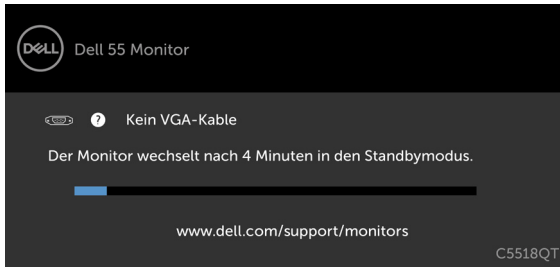 DELL
Dell 55 Monitor
? Kein VGA-Kable
Der Monitor wechselt nach 4 Minuten in den Standbymodus.
www.dell.com/support/monitors
C5518QT